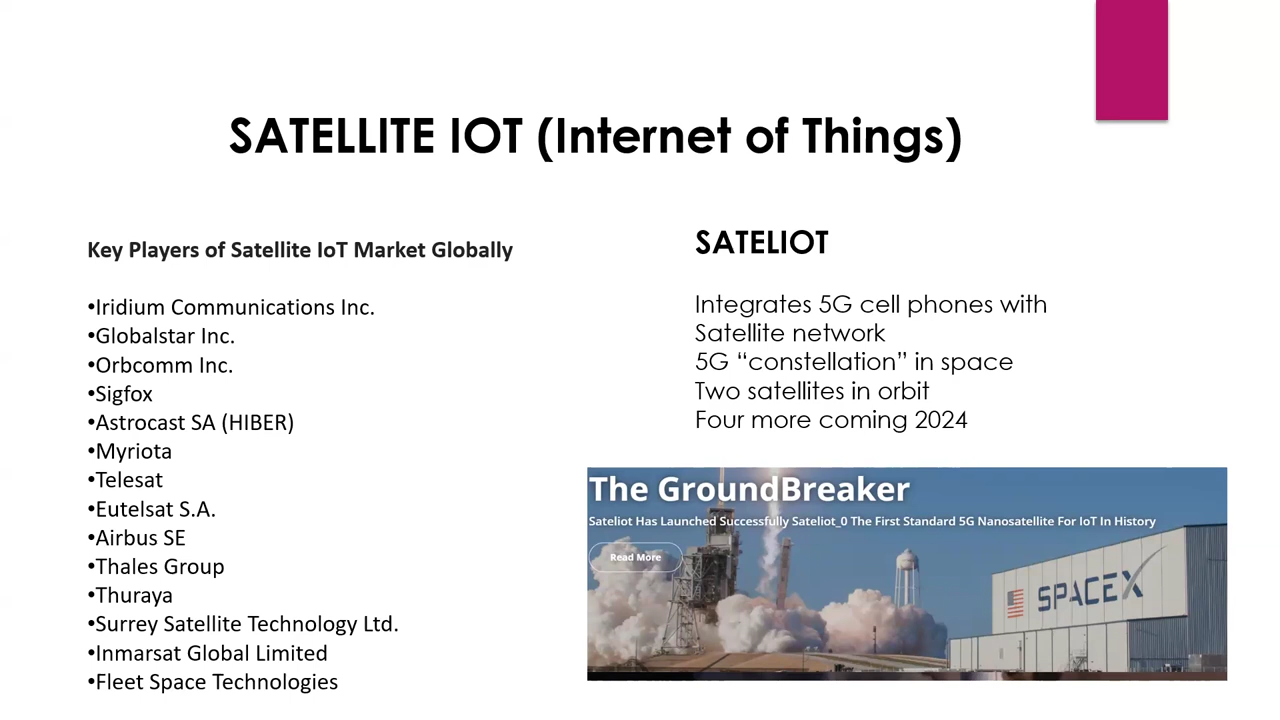 SATELLITE IOT (Internet of Things)
Key Players of Satellite IoT Market Globally
•Iridium Communications Inc.
•Globalstar Inc.
•Orbcomm Inc.
•Sigfox
•Astrocast SA (HIBER)
•Myriota
•Telesat
•Eutelsat S.A.
•Airbus SE
•Thales Group
•Thuraya
•Surrey Satellite Technology Ltd.
•Inmarsat Global Limited
•Fleet Space Technologies
SATELIOT
Integrates 5G cell phones with
Satellite network
5G “constellation” in space
Two satellites in orbit
Four more coming 2024
The GroundBreaker
Sateliot Has Launched Successfully Sateliot_0 The First Standard 5G Nanosatellite For IoT In History
Read More
SPACEX